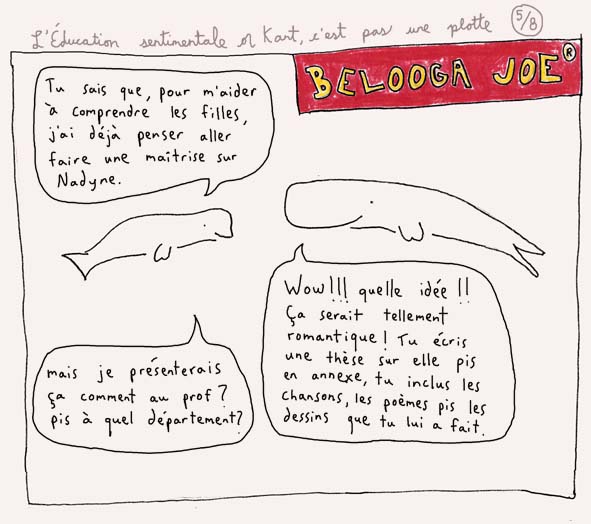 L'Éducation sentimentale of Kart, c'est pas une plotte 5/8
BELOOGA JOE ®
Tu sais que, pour m'aider
à comprendre les filles,
j'ai déjà penser aller
faire une maîtrise sur
Nadyne.
Wow!!! quelle idée!!
Ça serait tellement
romantique! Tu écris
une thèse sur elle pis
en annexe, tu inclus les
chansons, les poèmes pis les
dessins que tu lui a fait.
mais je présenterais
ça comment au prof?
pis à quel département?